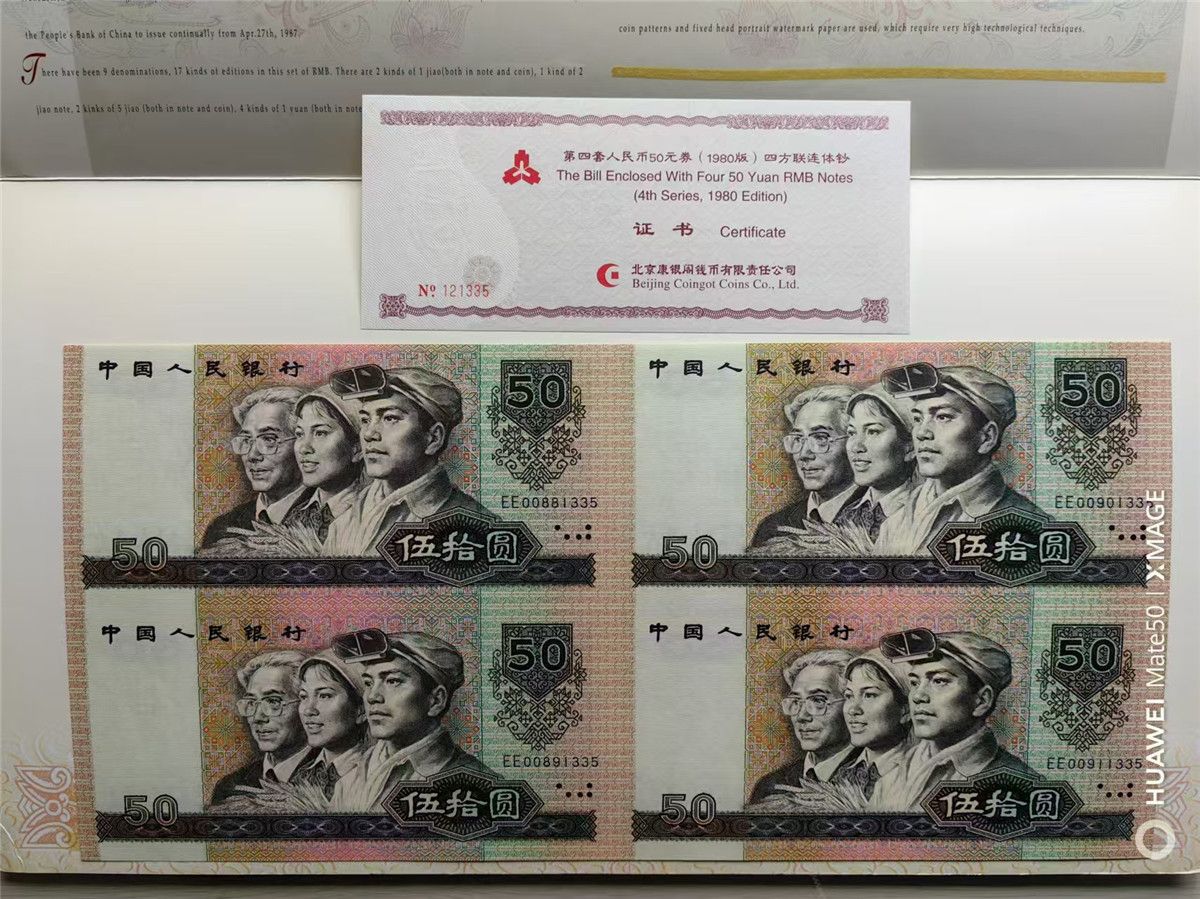 the People's Bank of China to issue continually from Apr.27th, 1987.
There have been 9 denominations, 17 kinds of editions in this set of RMB. There are 2 kinds of 1 jiao(both in note and coin), 1 kind of 2
jiao note, 2 kinks of 5 jiao (both in note and coin), 4 kinds of 1 yuan (both in note
coin patterns and fixed head portrait watermark paper are used, which require very high technological techniques.
第四套人民币50元券（1980版）四方联连体钞
The Bill Enclosed With Four 50 Yuan RMB Notes
(4th Series, 1980 Edition)
证书 Certificate
北京康银阁钱币有限责任公司
Beijing Coingot Coins Co., Ltd.
Nº 121335
中国人民银行
50
EE00881335
50
伍拾圆
中国人民银行
50
EE0090133
50
伍拾圆
中国人民银行
50
EE00891335
50
伍拾圆
中国人民银行
50
EE00911335
50
伍拾圆
HUAWEI Mate50 | XMAGE